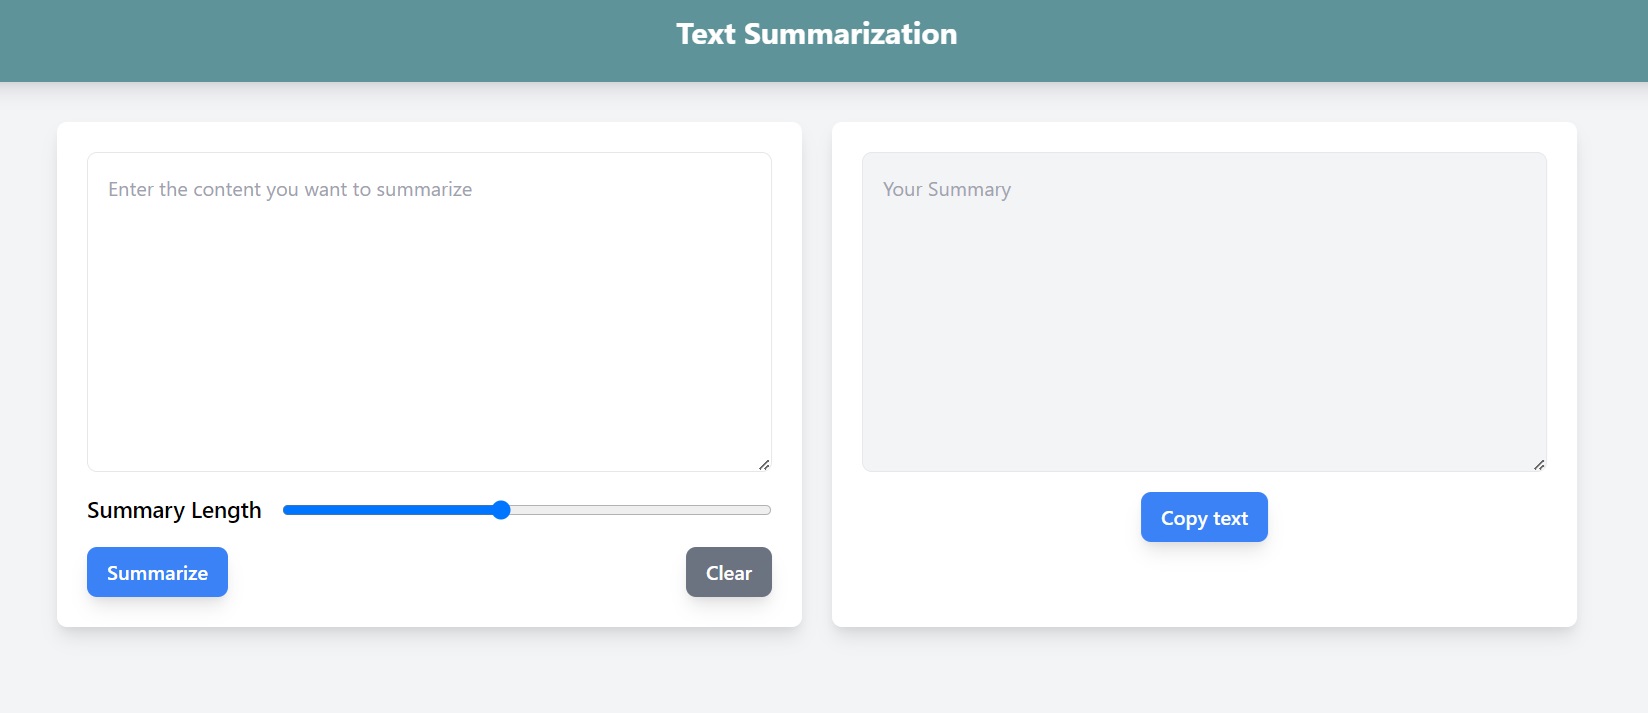 Text Summarization
Enter the content you want to summarize
Summary Length
Summarize
Clear
Your Summary
Copy text